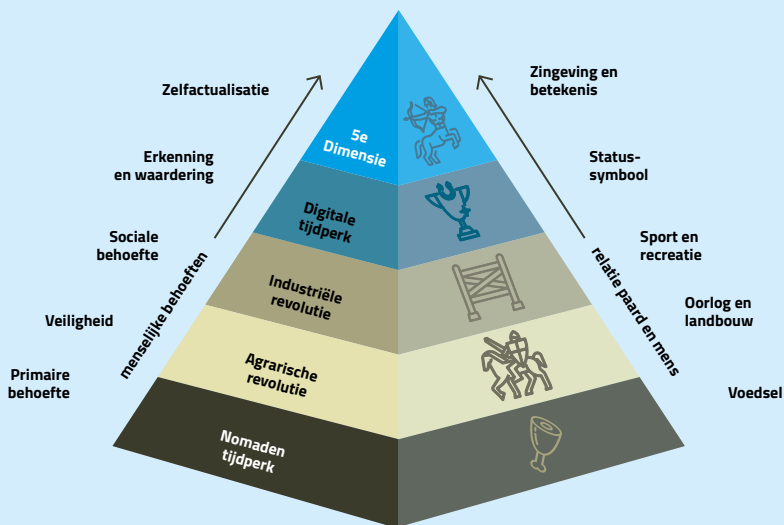 Zelfactualisatie
Erkenning
en waardering
Sociale
behoefte
Veiligheid
Primaire
behoefte
menselijke behoeften
5e
Dimensie
Digitale
tijdperk
Industriële
revolutie
Agrarische
revolutie
Nomaden
tijdperk
Zingeving en
betekenis
Status-
symbool
Sport en
recreatie
Oorlog en
landbouw
Voedsel
relatie paard en mens